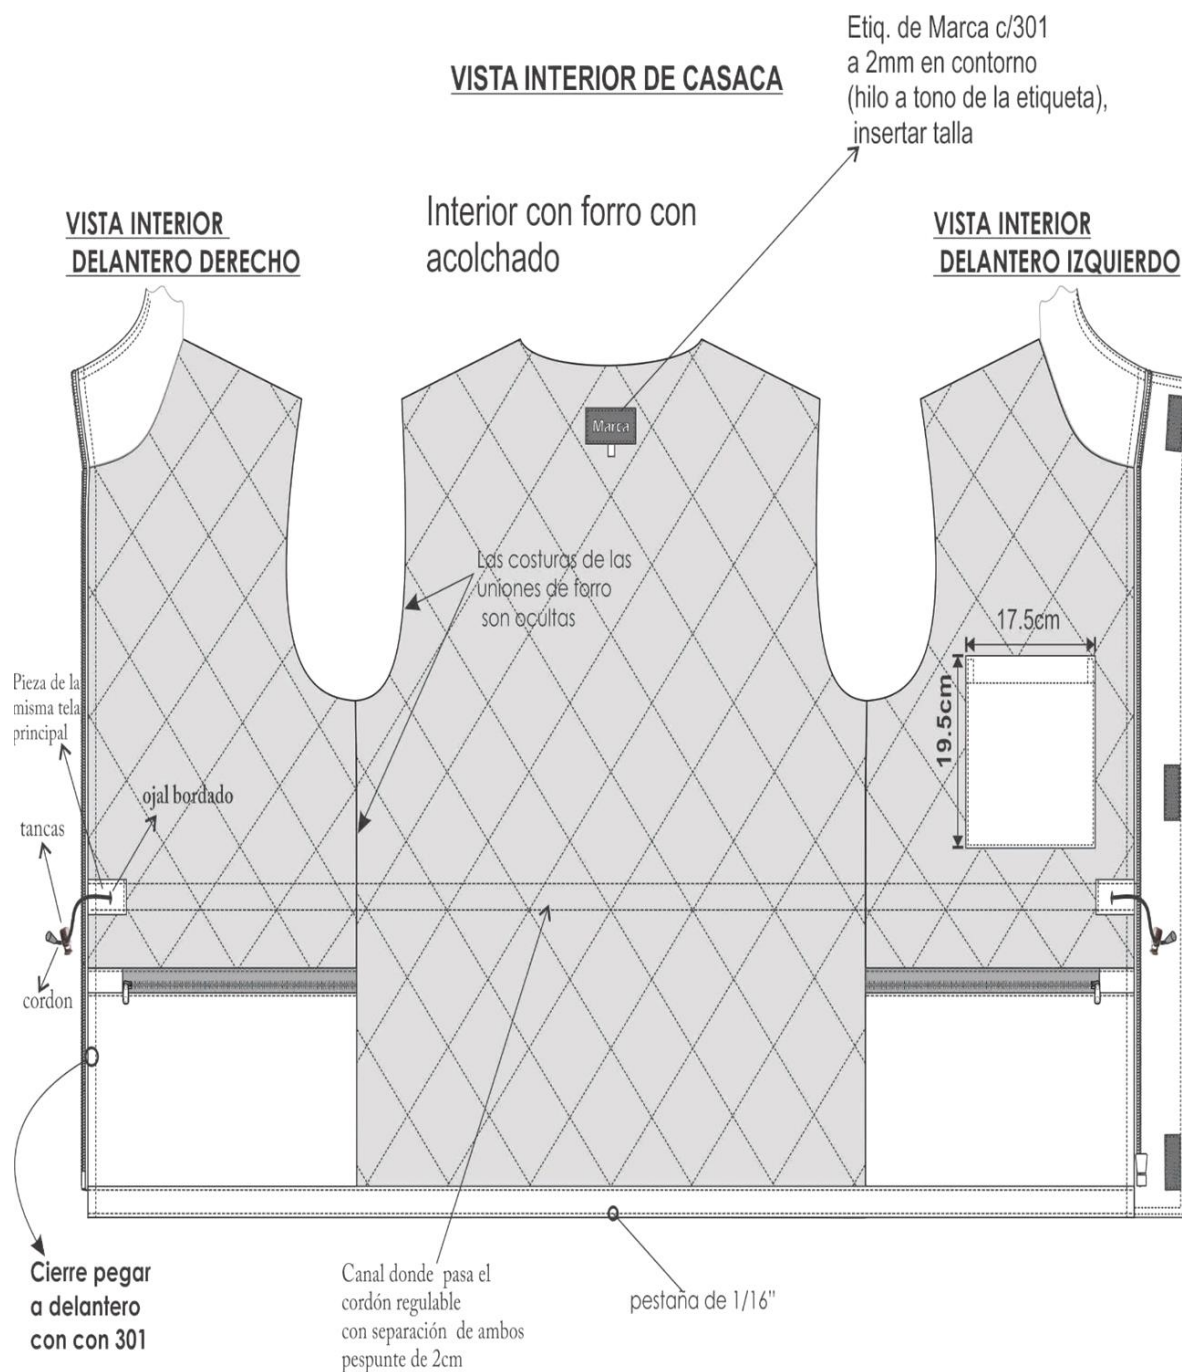 Etiq. de Marca c/301
a 2mm en contorno
(hilo a tono de la etiqueta),
insertar talla
VISTA INTERIOR DE CASACA
VISTA INTERIOR
DELANTERO DERECHO
Interior con forro con
acolchado
VISTA INTERIOR
DELANTERO IZQUIERDO
Marca
Las costuras de las
uniones de forro
son ocultas
17.5cm
19.5cm
Pieza de la
misma tela
principal
ojal bordado
tancas
cordon
Cierre pegar
a delantero
con con 301
Canal donde pasa el
cordón regulable
con separación de ambos
pespunte de 2cm
pestaña de 1/16"